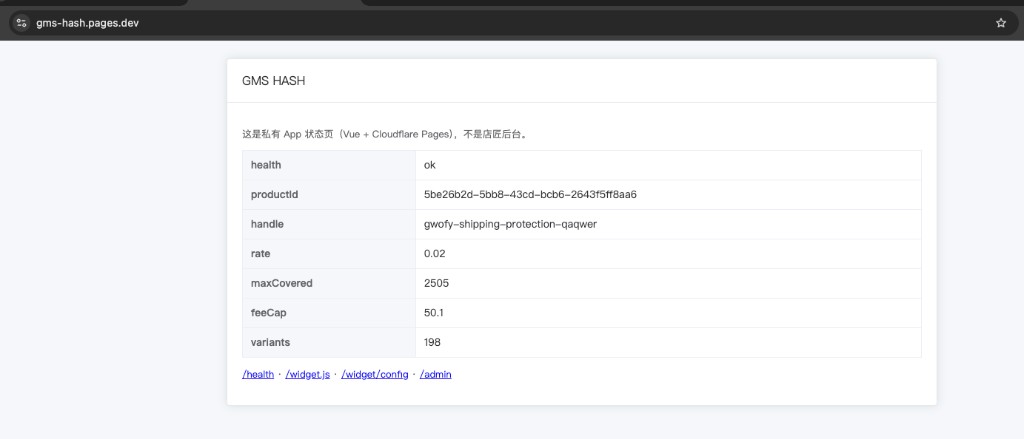 gms-hash.pages.dev
GMS HASH
这是私有 App 状态页（Vue + Cloudflare Pages)，不是店匠后台。
health ok
productId 5be26b2d-5bb8-43cd-bcb6-2643f5ff8aa6
handle gwofy-shipping-protection-qaqwer
rate 0.02
maxCovered 2505
feeCap 50.1
variants 198
/health · /widget.js · /widget/config · /admin